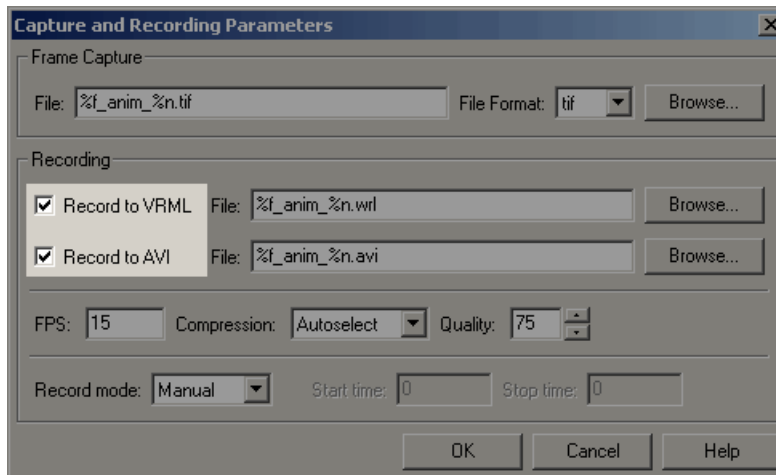 Capture and Recording Parameters
Frame Capture
File: %f_anim_%n.tif File Format: tif Browse...
Recording
Record to VRML File: %f_anim_%n.wrl Browse...
Record to AVI File: %f_anim_%n.avi Browse...
FPS: 15 Compression: Autoselect Quality: 75
Record mode: Manual Start time: 0 Stop time: 0
OK Cancel Help